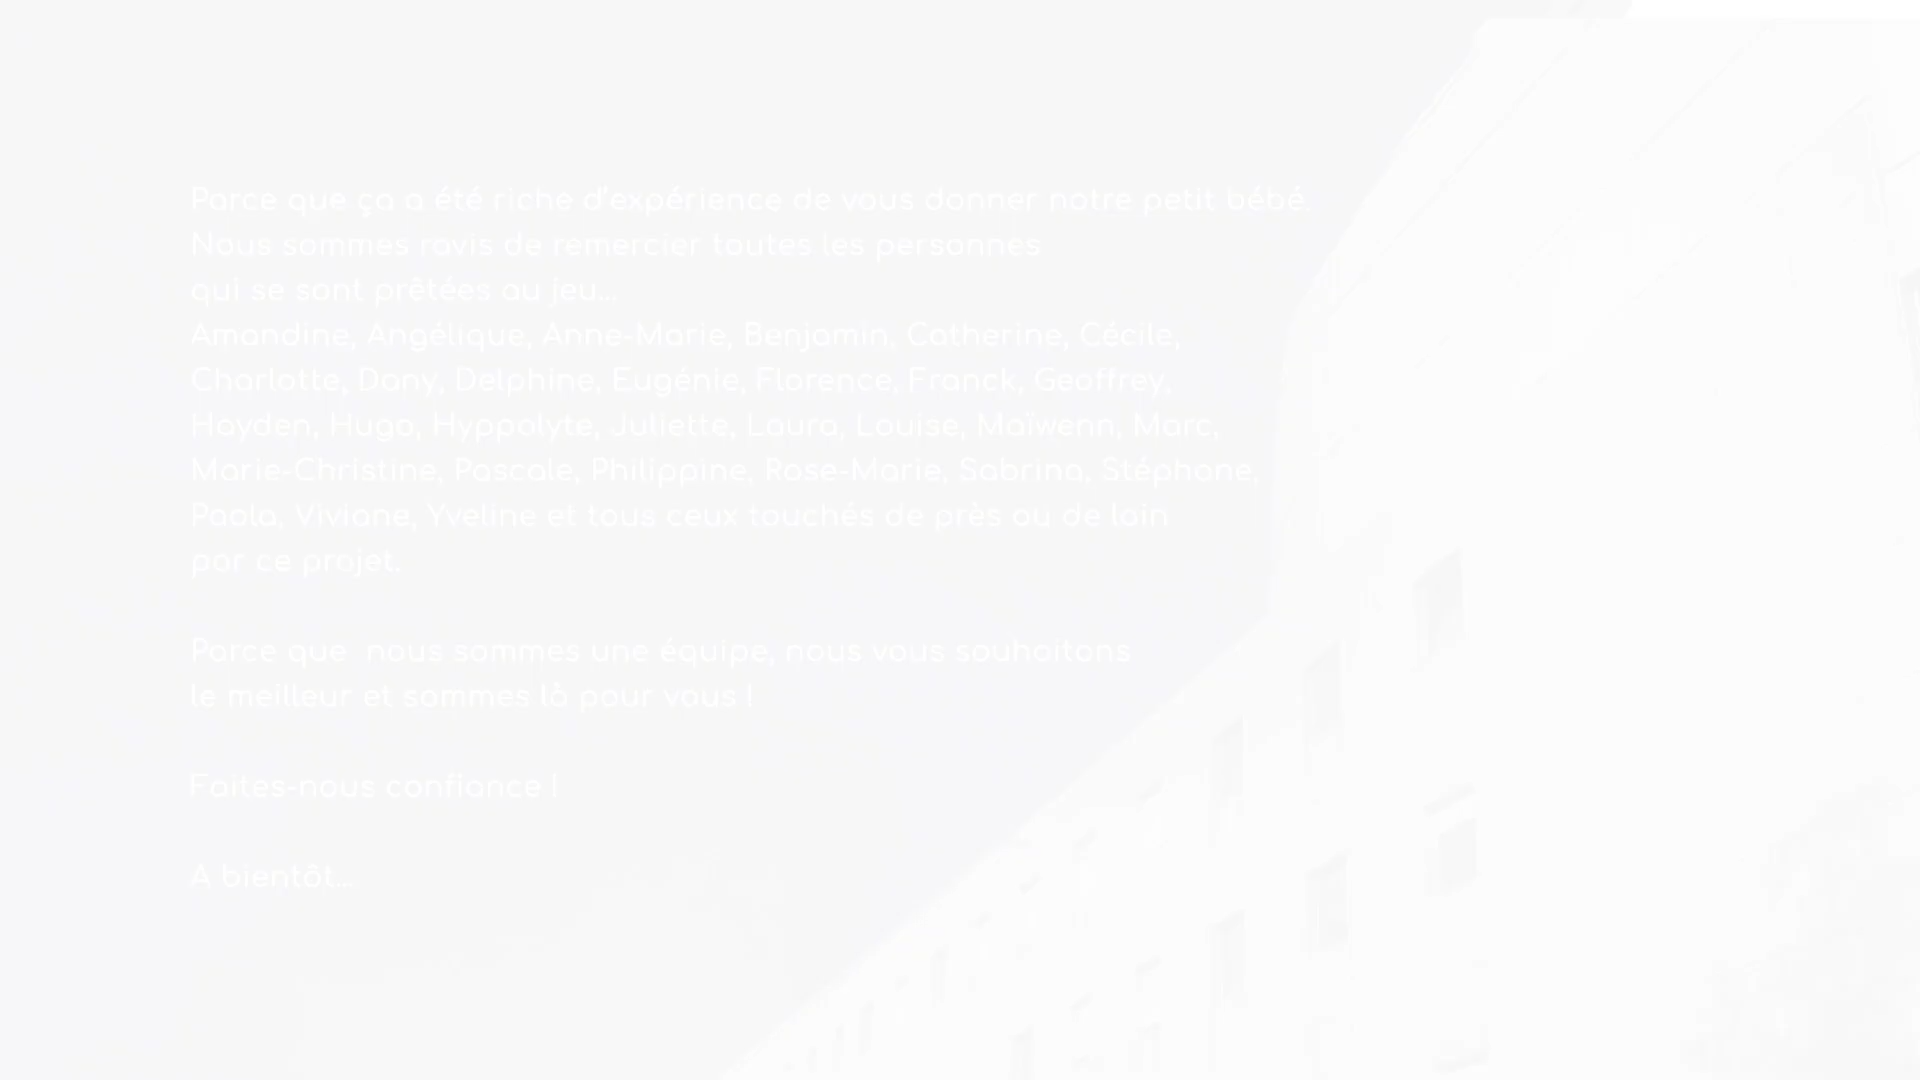 Parce que ça a été riche d'expérience de vous donner notre petit bébé.
Nous sommes ravis de remercier toutes les personnes
qui se sont prêtées au jeu...
Amandine, Angélique, Anne-Marie, Benjamin, Catherine, Cécile,
Charlotte, Dany, Delphine, Eugénie, Florence, Franck, Geoffrey,
Hayden, Hugo, Hyppolyte, Juliette, Laura, Louise, Maïwenn, Marc,
Marie-Christine, Pascale, Philippine, Rose-Marie, Sabrina, Stéphane,
Paola, Viviane, Yveline et tous ceux touchés de près ou de loin
par ce projet.
Parce que nous sommes une équipe, nous vous souhaitons
le meilleur et sommes là pour vous !
Faites-nous confiance !
A bientôt...